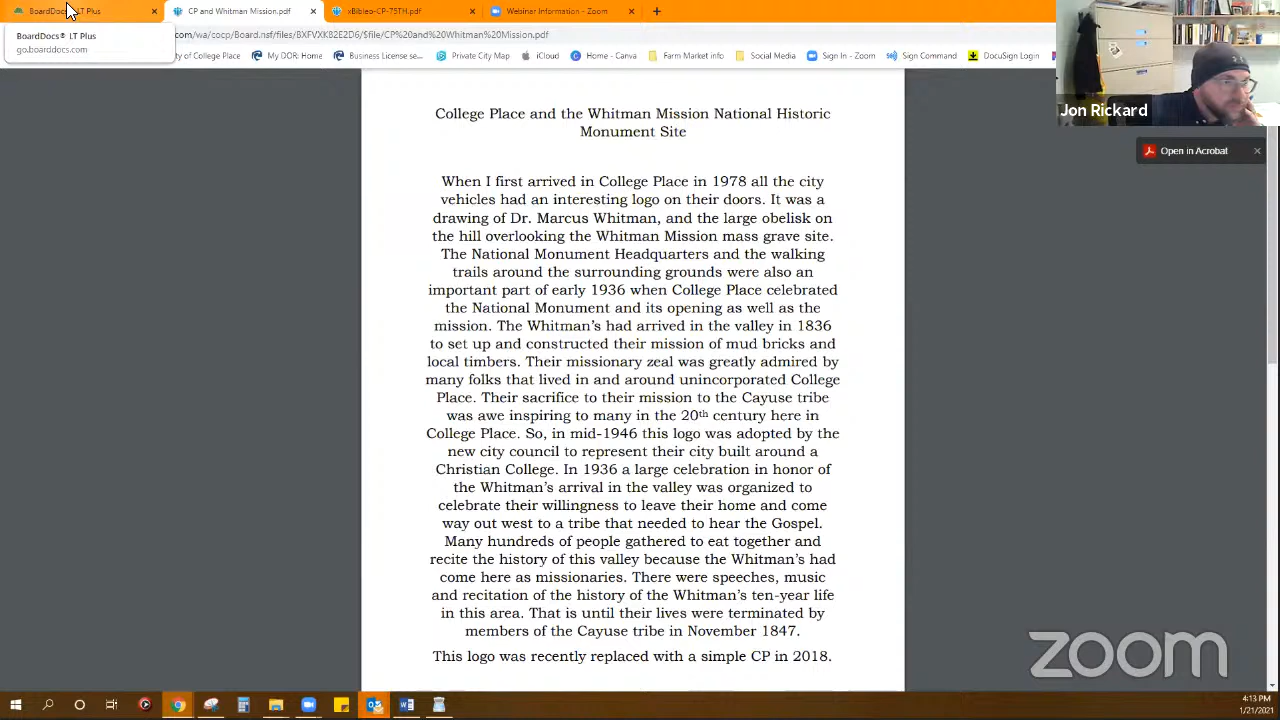 BoardDocs LT Plus
CP and Whitman Mission.pdf
xBibleo-CP-75TH.pdf
Webinar Information - Zoom
BoardDocs® LT Plus
go.boarddocs.com
.com/wa/cocp/Board.nsf/files/BXFVXK82E2D6/$file/CP%20and%20Whitman%20Mission.pdf
y of College Place
My DOR: Home
Business License se...
Private City Map
iCloud
Home - Canva
Farm Market info
Social Media
Sign In - Zoom
Sign Command
DocuSign Login
Jon Rickard
Open in Acrobat
College Place and the Whitman Mission National Historic
Monument Site
When I first arrived in College Place in 1978 all the city
vehicles had an interesting logo on their doors. It was a
drawing of Dr. Marcus Whitman, and the large obelisk on
the hill overlooking the Whitman Mission mass grave site.
The National Monument Headquarters and the walking
trails around the surrounding grounds were also an
important part of early 1936 when College Place celebrated
the National Monument and its opening as well as the
mission. The Whitman’s had arrived in the valley in 1836
to set up and constructed their mission of mud bricks and
local timbers. Their missionary zeal was greatly admired by
many folks that lived in and around unincorporated College
Place. Their sacrifice to their mission to the Cayuse tribe
was awe inspiring to many in the 20th century here in
College Place. So, in mid-1946 this logo was adopted by the
new city council to represent their city built around a
Christian College. In 1936 a large celebration in honor of
the Whitman’s arrival in the valley was organized to
celebrate their willingness to leave their home and come
way out west to a tribe that needed to hear the Gospel.
Many hundreds of people gathered to eat together and
recite the history of this valley because the Whitman’s had
come here as missionaries. There were speeches, music
and recitation of the history of the Whitman’s ten-year life
in this area. That is until their lives were terminated by
members of the Cayuse tribe in November 1847.
This logo was recently replaced with a simple CP in 2018.
zoom
4:13 PM
1/21/2021